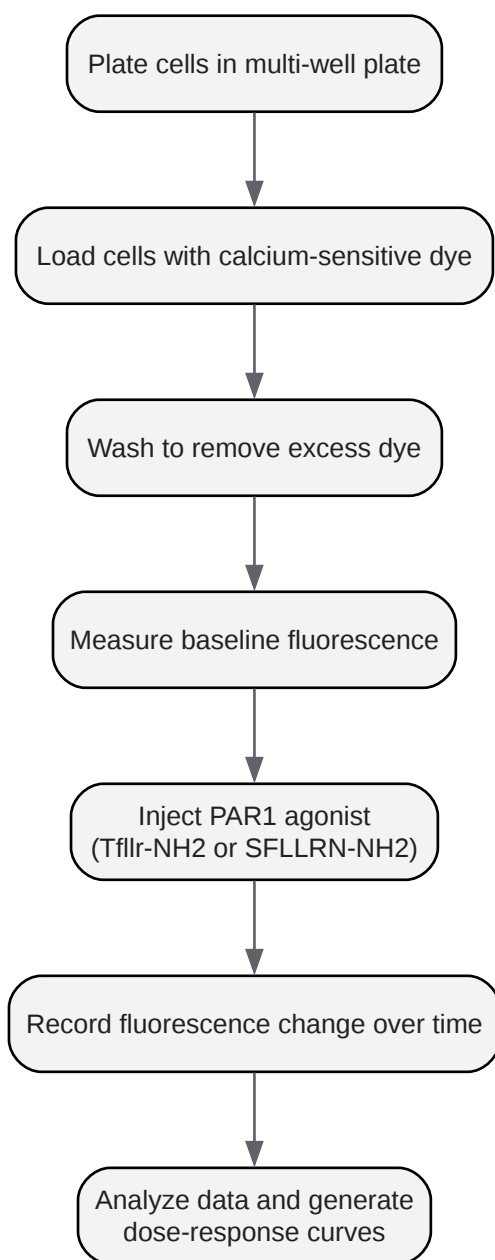 Plate cells in multi-well plate
Load cells with calcium-sensitive dye
Wash to remove excess dye
Measure baseline fluorescence
Inject PAR1 agonist
(Tfllr-NH2 or SFLLRN-NH2)
Record fluorescence change over time
Analyze data and generate
dose-response curves